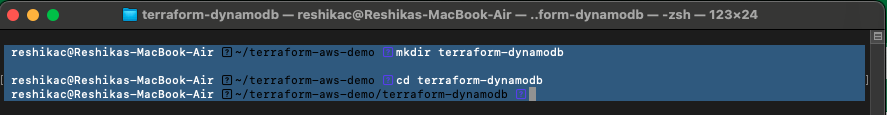 terraform-dynamodb — reshikac@Reshikas-MacBook-Air — ..form-dynamodb — -zsh — 123×24
reshikac@Reshikas-MacBook-Air ~/terraform-aws-demo mkdir terraform-dynamodb
reshikac@Reshikas-MacBook-Air ~/terraform-aws-demo cd terraform-dynamodb
reshikac@Reshikas-MacBook-Air ~/terraform-aws-demo/terraform-dynamodb